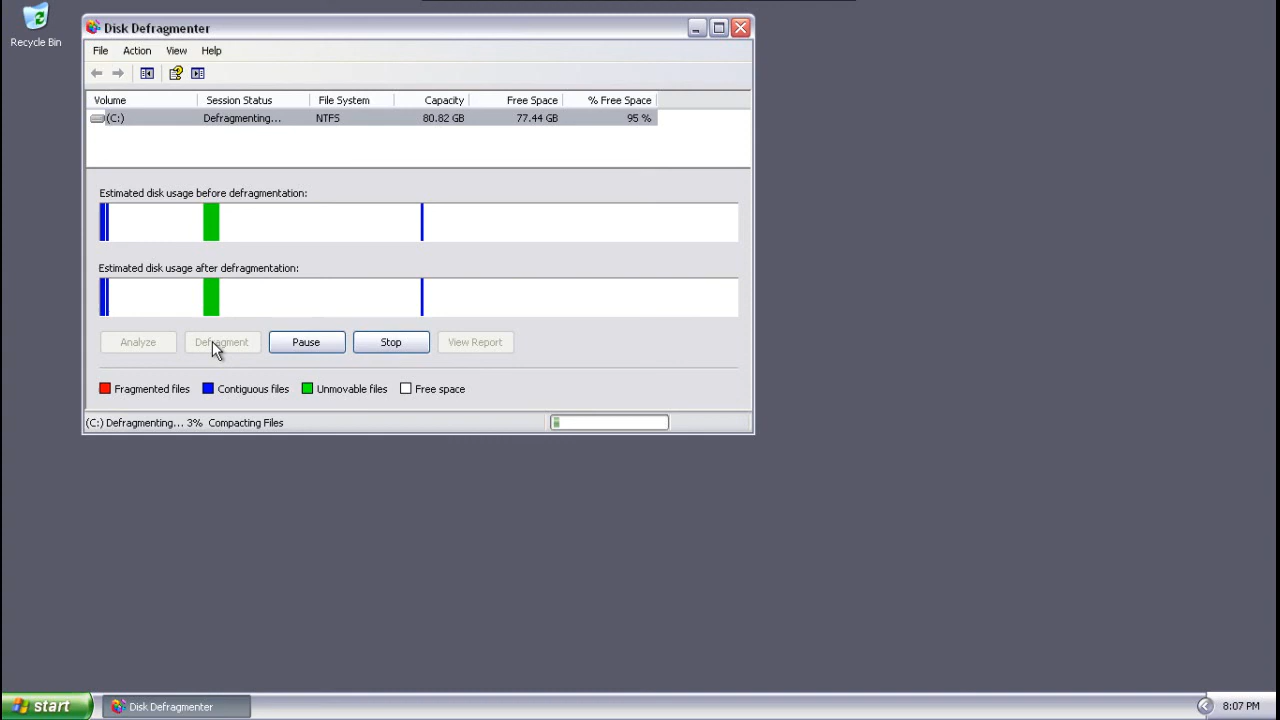 Recycle Bin
Disk Defragmenter
File Action View Help
Volume Session Status File System Capacity Free Space % Free Space
(C:) Defragmenting... NTFS 80.82 GB 77.44 GB 95 %
Estimated disk usage before defragmentation:
Estimated disk usage after defragmentation:
Analyze Defragment Pause Stop View Report
Fragmented files Contiguous files Unmovable files Free space
(C:) Defragmenting... 3% Compacting Files
start Disk Defragmenter 8:07 PM